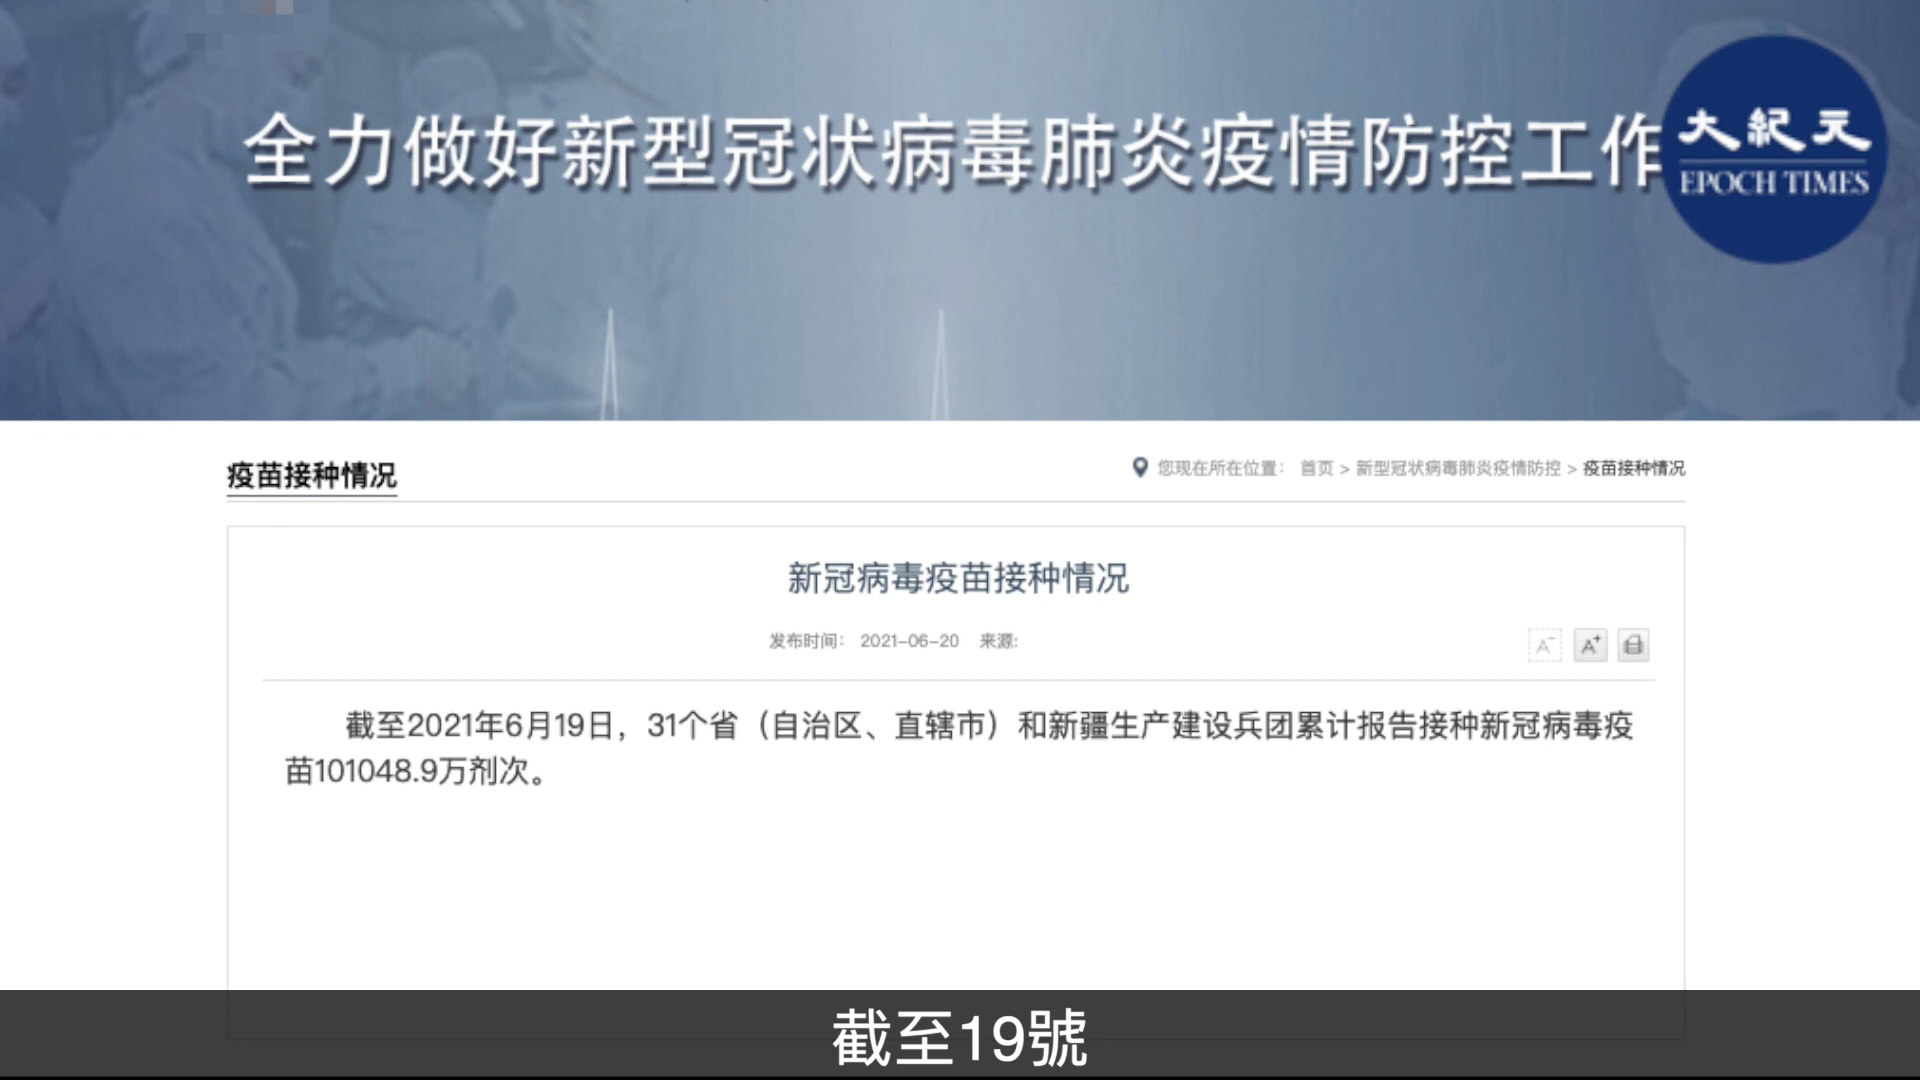 全力做好新型冠状病毒肺炎疫情防控工作
大紀元
EPOCH TIMES
疫苗接种情况
您现在所在位置： 首页 > 新型冠状病毒肺炎疫情防控 > 疫苗接种情况
新冠病毒疫苗接种情况
发布时间： 2021-06-20 来源:
A- A+
截至2021年6月19日，31个省（自治区、直辖市）和新疆生产建设兵团累计报告接种新冠病毒疫
苗101048.9万剂次。
截至19號